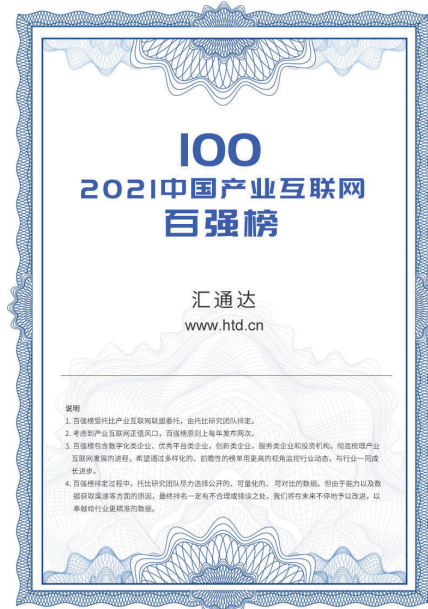 100
2021中国产业互联网
百强榜
汇通达
www.htd.cn
说明
1. 百强榜受托比产业互联网联盟委托，由托比研究团队排定。
2. 考虑到产业互联网正值风口，百强榜原则上每年发布两次。
3. 百强榜包含数字化类企业、优秀平台类企业，创新类企业，服务类企业和投资机构，彻底梳理产业
互联网发展的进程，希望通过多样化的、前瞻性的榜单用更高的视角监控行业动态，与行业一同成
长进步。
4. 百强榜排定过程中，托比研究团队尽力选择公开的、可量化的、可对比的数据。但由于能力以及数
据获取渠道等方面的原因，最终排名一定有不合理或错误之处，我们将在未来不停地予以改进，以
奉献给行业更精准的数据。